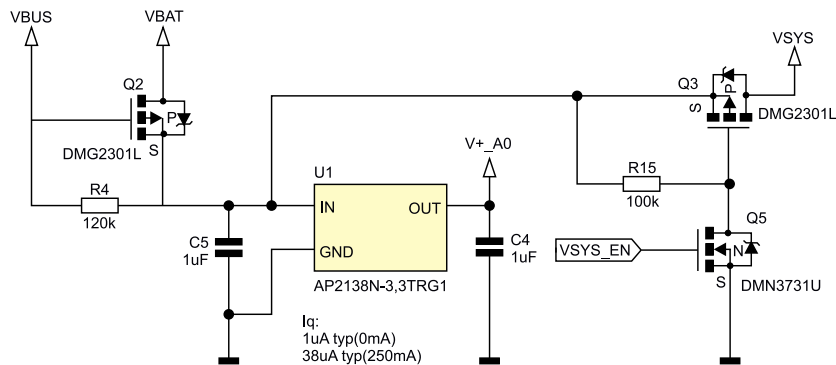 VBUS
VBAT
VSYS
Q2
P
S
DMG2301L
Q3
P
S
DMG2301L
R4
120k
U1
IN
OUT
GND
AP2138N-3,3TRG1
V+_A0
C5
1uF
C4
1uF
R15
100k
Q5
VSYS_EN
N
S
DMN3731U
Iq:
1uA typ(0mA)
38uA typ(250mA)